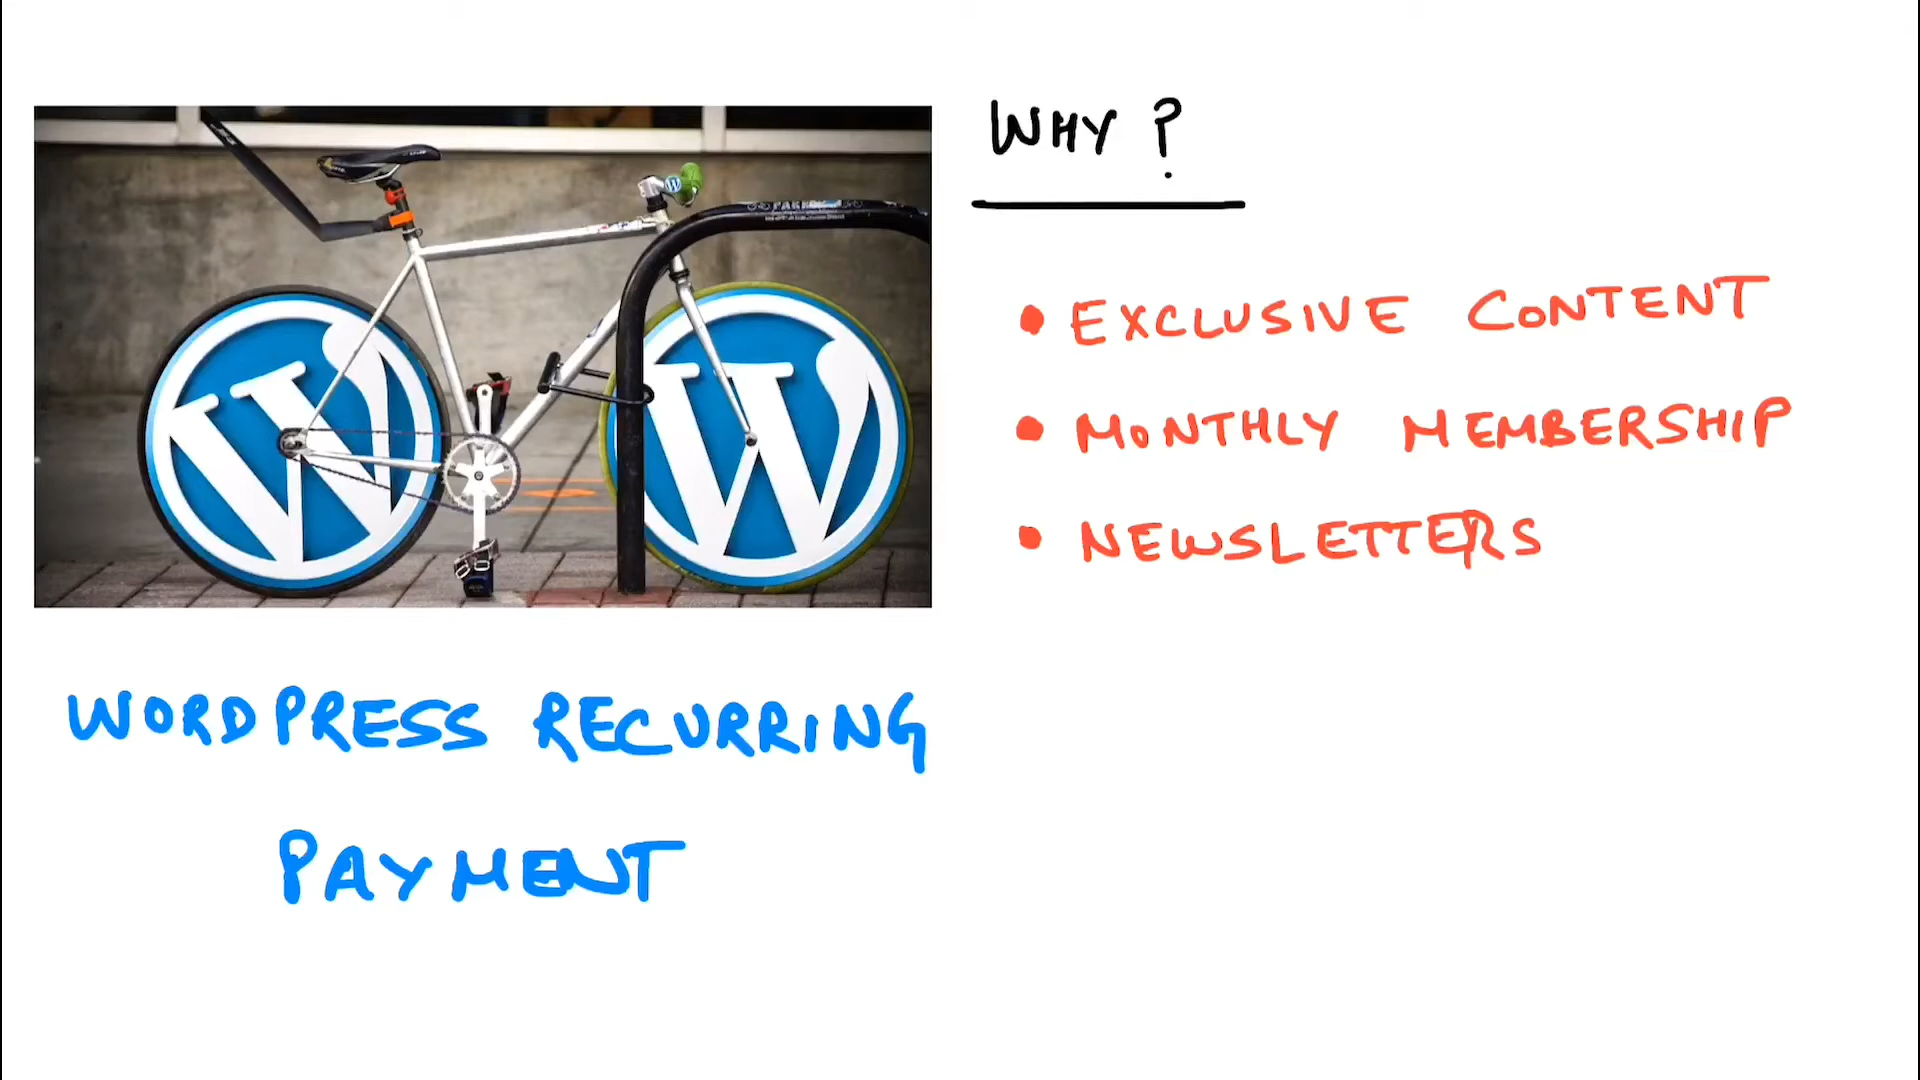 WORDPRESS RECURRING
PAYMENT
WHY?
• EXCLUSIVE CONTENT
• MONTHLY MEMBERSHIP
• NEWSLETTERS